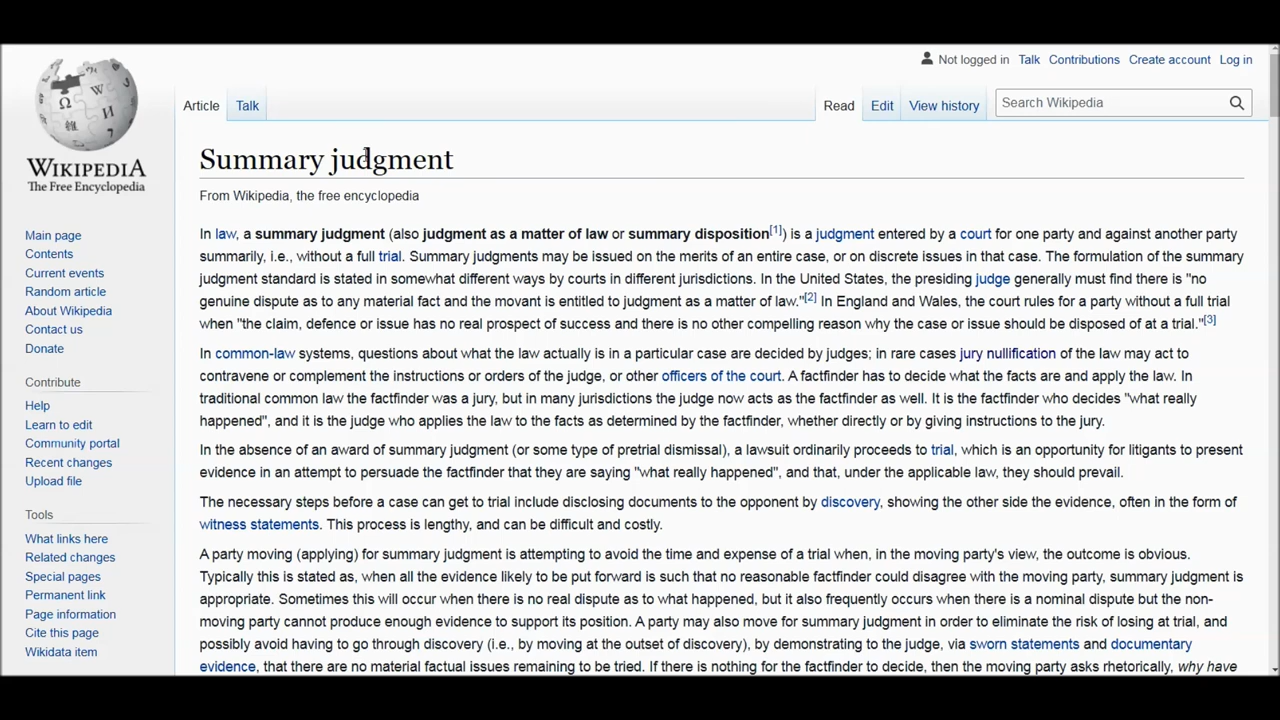 Not logged in Talk Contributions Create account Log in
Article Talk Read Edit View history Search Wikipedia
WIKIPEDIA
The Free Encyclopedia
Main page
Contents
Current events
Random article
About Wikipedia
Contact us
Donate
Contribute
Help
Learn to edit
Community portal
Recent changes
Upload file
Tools
What links here
Related changes
Special pages
Permanent link
Page information
Cite this page
Wikidata item
Summary judgment
From Wikipedia, the free encyclopedia
In law, a summary judgment (also judgment as a matter of law or summary disposition[1]) is a judgment entered by a court for one party and against another party
summarily, i.e., without a full trial. Summary judgments may be issued on the merits of an entire case, or on discrete issues in that case. The formulation of the summary
judgment standard is stated in somewhat different ways by courts in different jurisdictions. In the United States, the presiding judge generally must find there is "no
genuine dispute as to any material fact and the movant is entitled to judgment as a matter of law."[2] In England and Wales, the court rules for a party without a full trial
when "the claim, defence or issue has no real prospect of success and there is no other compelling reason why the case or issue should be disposed of at a trial."[3]
In common-law systems, questions about what the law actually is in a particular case are decided by judges; in rare cases jury nullification of the law may act to
contravene or complement the instructions or orders of the judge, or other officers of the court. A factfinder has to decide what the facts are and apply the law. In
traditional common law the factfinder was a jury, but in many jurisdictions the judge now acts as the factfinder as well. It is the factfinder who decides "what really
happened", and it is the judge who applies the law to the facts as determined by the factfinder, whether directly or by giving instructions to the jury.
In the absence of an award of summary judgment (or some type of pretrial dismissal), a lawsuit ordinarily proceeds to trial, which is an opportunity for litigants to present
evidence in an attempt to persuade the factfinder that they are saying "what really happened", and that, under the applicable law, they should prevail.
The necessary steps before a case can get to trial include disclosing documents to the opponent by discovery, showing the other side the evidence, often in the form of
witness statements. This process is lengthy, and can be difficult and costly.
A party moving (applying) for summary judgment is attempting to avoid the time and expense of a trial when, in the moving party's view, the outcome is obvious.
Typically this is stated as, when all the evidence likely to be put forward is such that no reasonable factfinder could disagree with the moving party, summary judgment is
appropriate. Sometimes this will occur when there is no real dispute as to what happened, but it also frequently occurs when there is a nominal dispute but the non-
moving party cannot produce enough evidence to support its position. A party may also move for summary judgment in order to eliminate the risk of losing at trial, and
possibly avoid having to go through discovery (i.e., by moving at the outset of discovery), by demonstrating to the judge, via sworn statements and documentary
evidence, that there are no material factual issues remaining to be tried. If there is nothing for the factfinder to decide, then the moving party asks rhetorically, why have